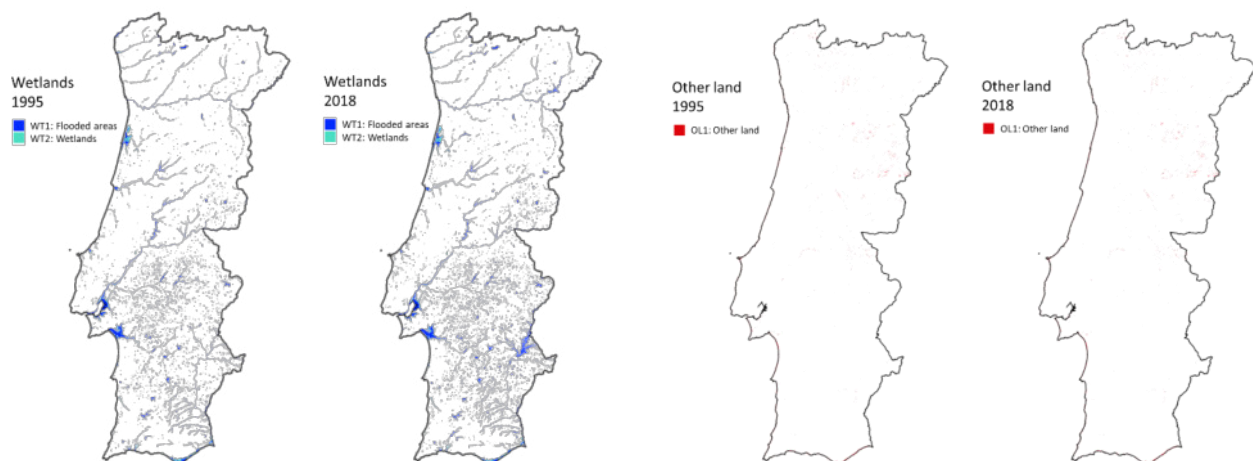 Wetlands
1995
WT1: Flooded areas
WT2: Wetlands
Wetlands
2018
WT1: Flooded areas
WT2: Wetlands
Other land
1995
OL1: Other land
Other land
2018
OL1: Other land